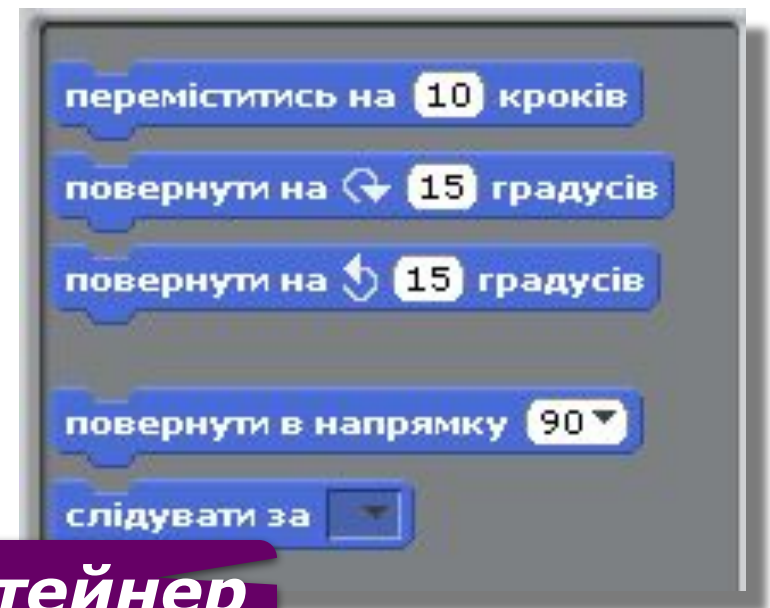 переміститись на 10 кроків
повернути на 15 градусів
повернути на 15 градусів
повернути в напрямку 90
слідувати за
тейнер